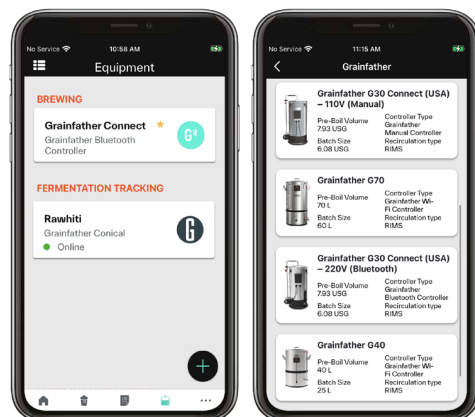 No Service 10:58 AM
Equipment
BREWING
Grainfather Connect
Grainfather Bluetooth
Controller
G
FERMENTATION TRACKING
Rawhiti
Grainfather Conical
Online
G
No Service 11:15 AM
Grainfather
Grainfather G30 Connect (USA)
– 110V (Manual)
Pre-Boil Volume
7.93 USG
Batch Size
6.08 USG
Controller Type
Grainfather
Manual Controller
Recirculation type
RIMS
Grainfather G70
Pre-Boil Volume
70 L
Batch Size
60 L
Controller Type
Grainfather Wi-
Fi Controller
Recirculation type
RIMS
Grainfather G30 Connect (USA)
– 220V (Bluetooth)
Pre-Boil Volume
7.93 USG
Batch Size
6.08 USG
Controller Type
Grainfather
Bluetooth Controller
Recirculation type
RIMS
Grainfather G40
Pre-Boil Volume
40 L
Batch Size
25 L
Controller Type
Grainfather Wi-
Fi Controller
Recirculation type
RIMS